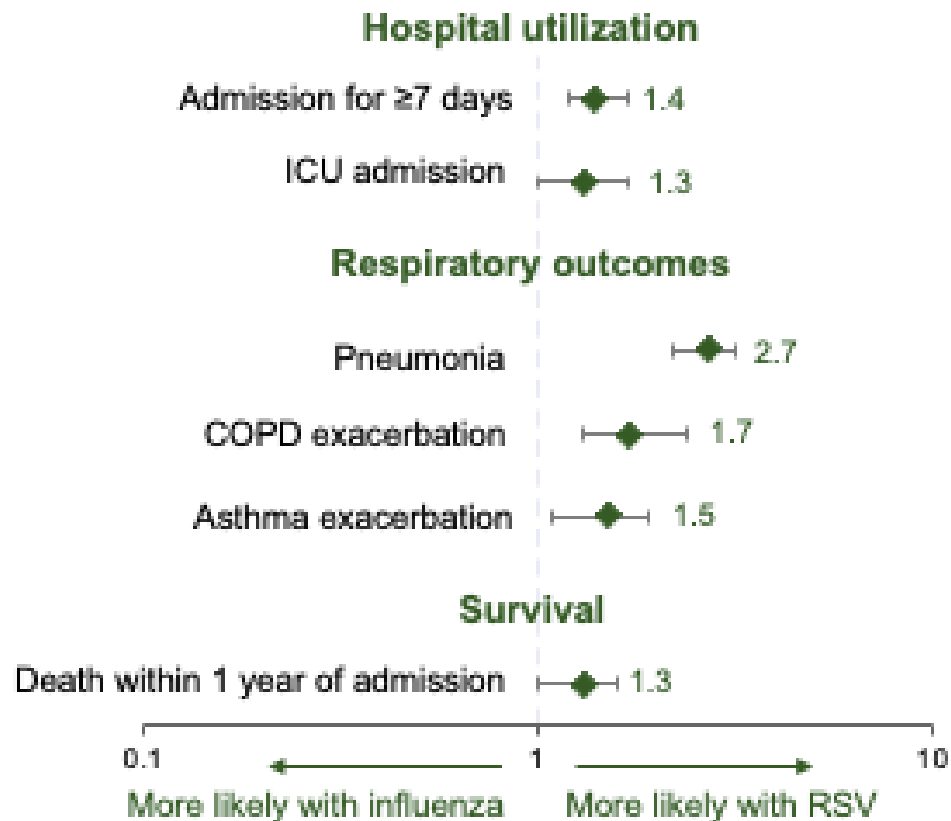 Hospital utilization
Admission for ≥7 days 1.4
ICU admission 1.3
Respiratory outcomes
Pneumonia 2.7
COPD exacerbation 1.7
Asthma exacerbation 1.5
Survival
Death within 1 year of admission 1.3
0.1 1 10
More likely with influenza More likely with RSV